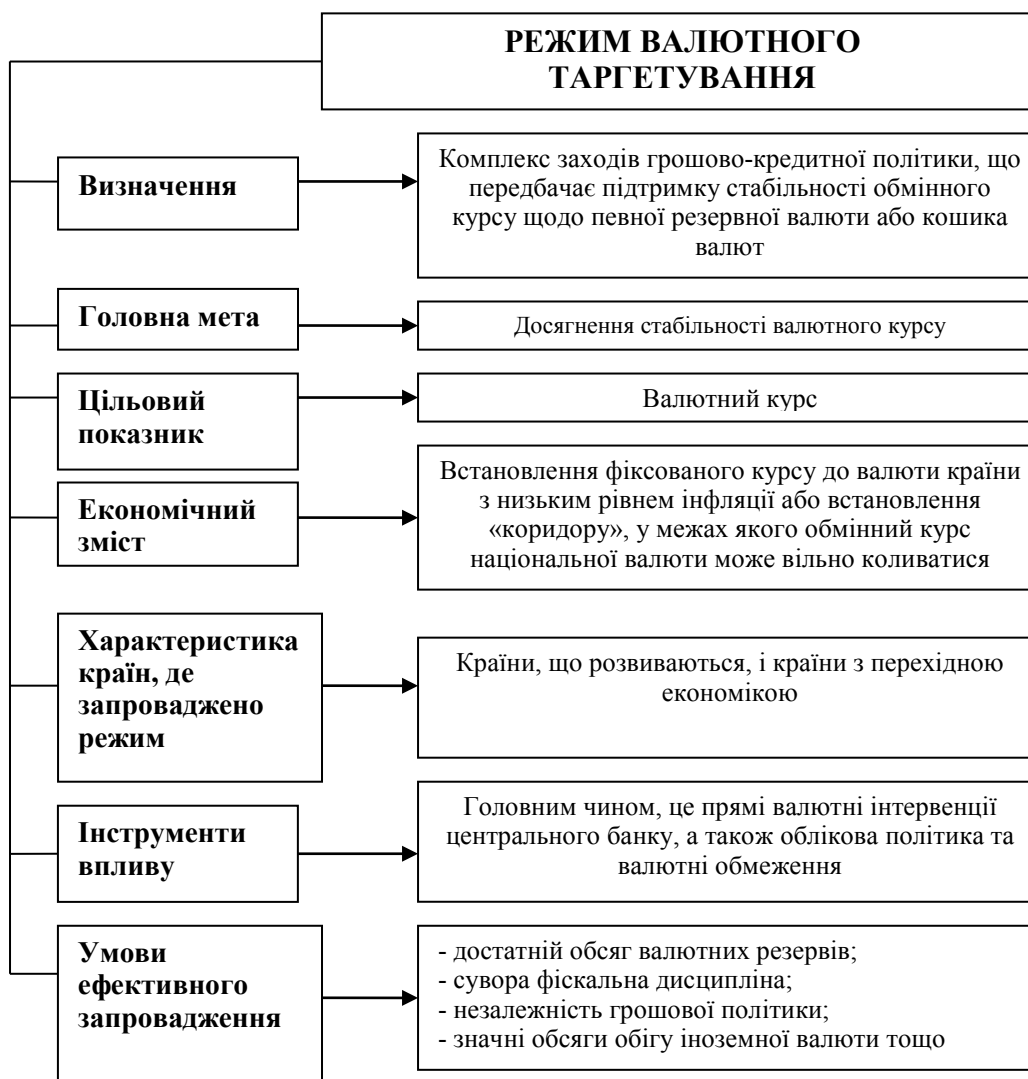 РЕЖИМ ВАЛЮТНОГО
ТАРГЕТУВАННЯ
Визначення
Комплекс заходів грошово-кредитної політики, що
передбачає підтримку стабільності обмінного
курсу щодо певної резервної валюти або кошика
валют
Головна мета
Досягнення стабільності валютного курсу
Цільовий
показник
Валютний курс
Економічний
зміст
Встановлення фіксованого курсу до валюти країни
з низьким рівнем інфляції або встановлення
«коридору», у межах якого обмінний курс
національної валюти може вільно коливатися
Характеристика
країн, де
запроваджено
режим
Країни, що розвиваються, і країни з перехідною
економікою
Інструменти
впливу
Головним чином, це прямі валютні інтервенції
центрального банку, а також облікова політика та
валютні обмеження
Умови
ефективного
запровадження
- достатній обсяг валютних резервів;
- сувора фіскальна дисципліна;
- незалежність грошової політики;
- значні обсяги обігу іноземної валюти тощо